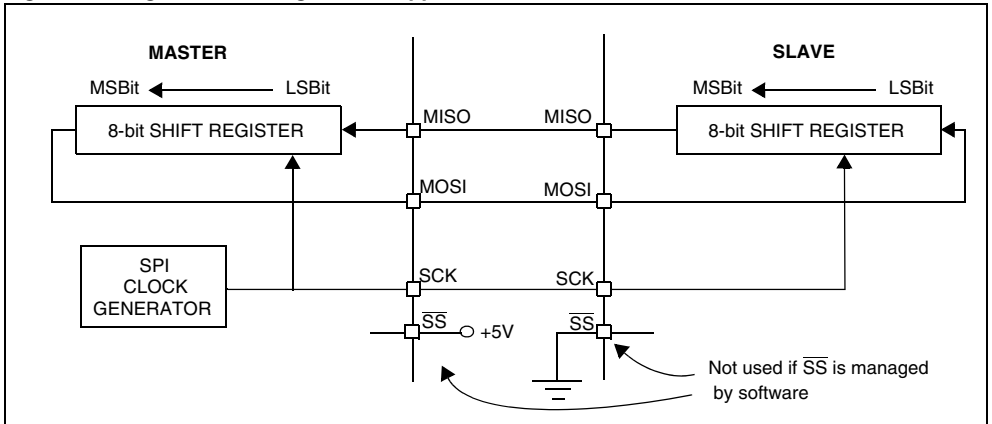 MASTER
SLAVE
MSBit
LSBit
MSBit
LSBit
8-bit SHIFT REGISTER
MISO
MISO
8-bit SHIFT REGISTER
MOSI
MOSI
SPI
CLOCK
GENERATOR
SCK
SCK
SS
+5V
SS
Not used if SS is managed
by software